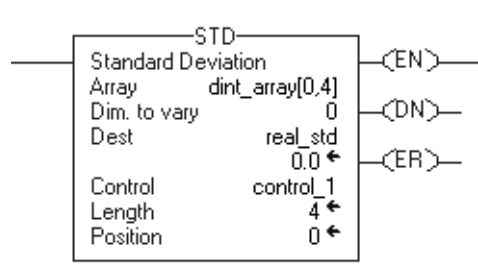 STD
Standard Deviation
EN
Array dint_array[0,4]
Dim. to vary 0
DN
Dest real_std
0.0
ER
Control control_1
Length 4
Position 0